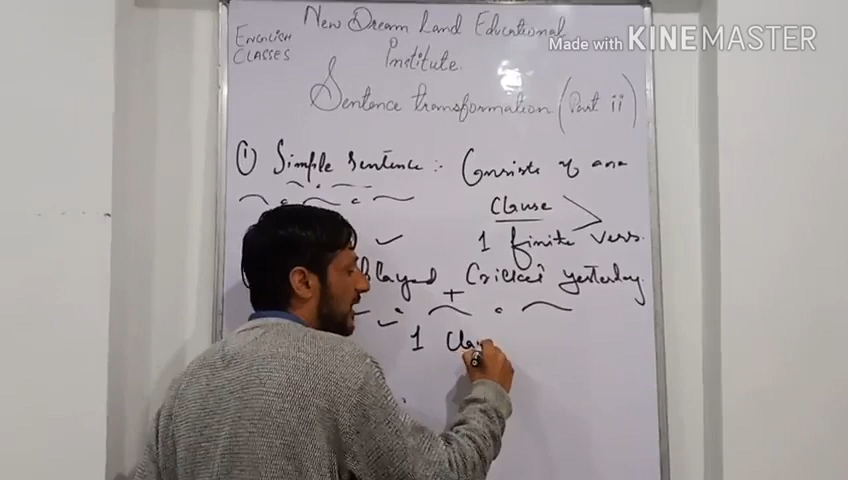 New Dream Land Educational
Institute.
ENGLISH
CLASSES
Made with KINEMASTER
Sentence transformation (Part ii)
① Simple Sentence :- Consists of one
Clause
1 finite verb.
played Cricket yesterday.
+
1 Clau